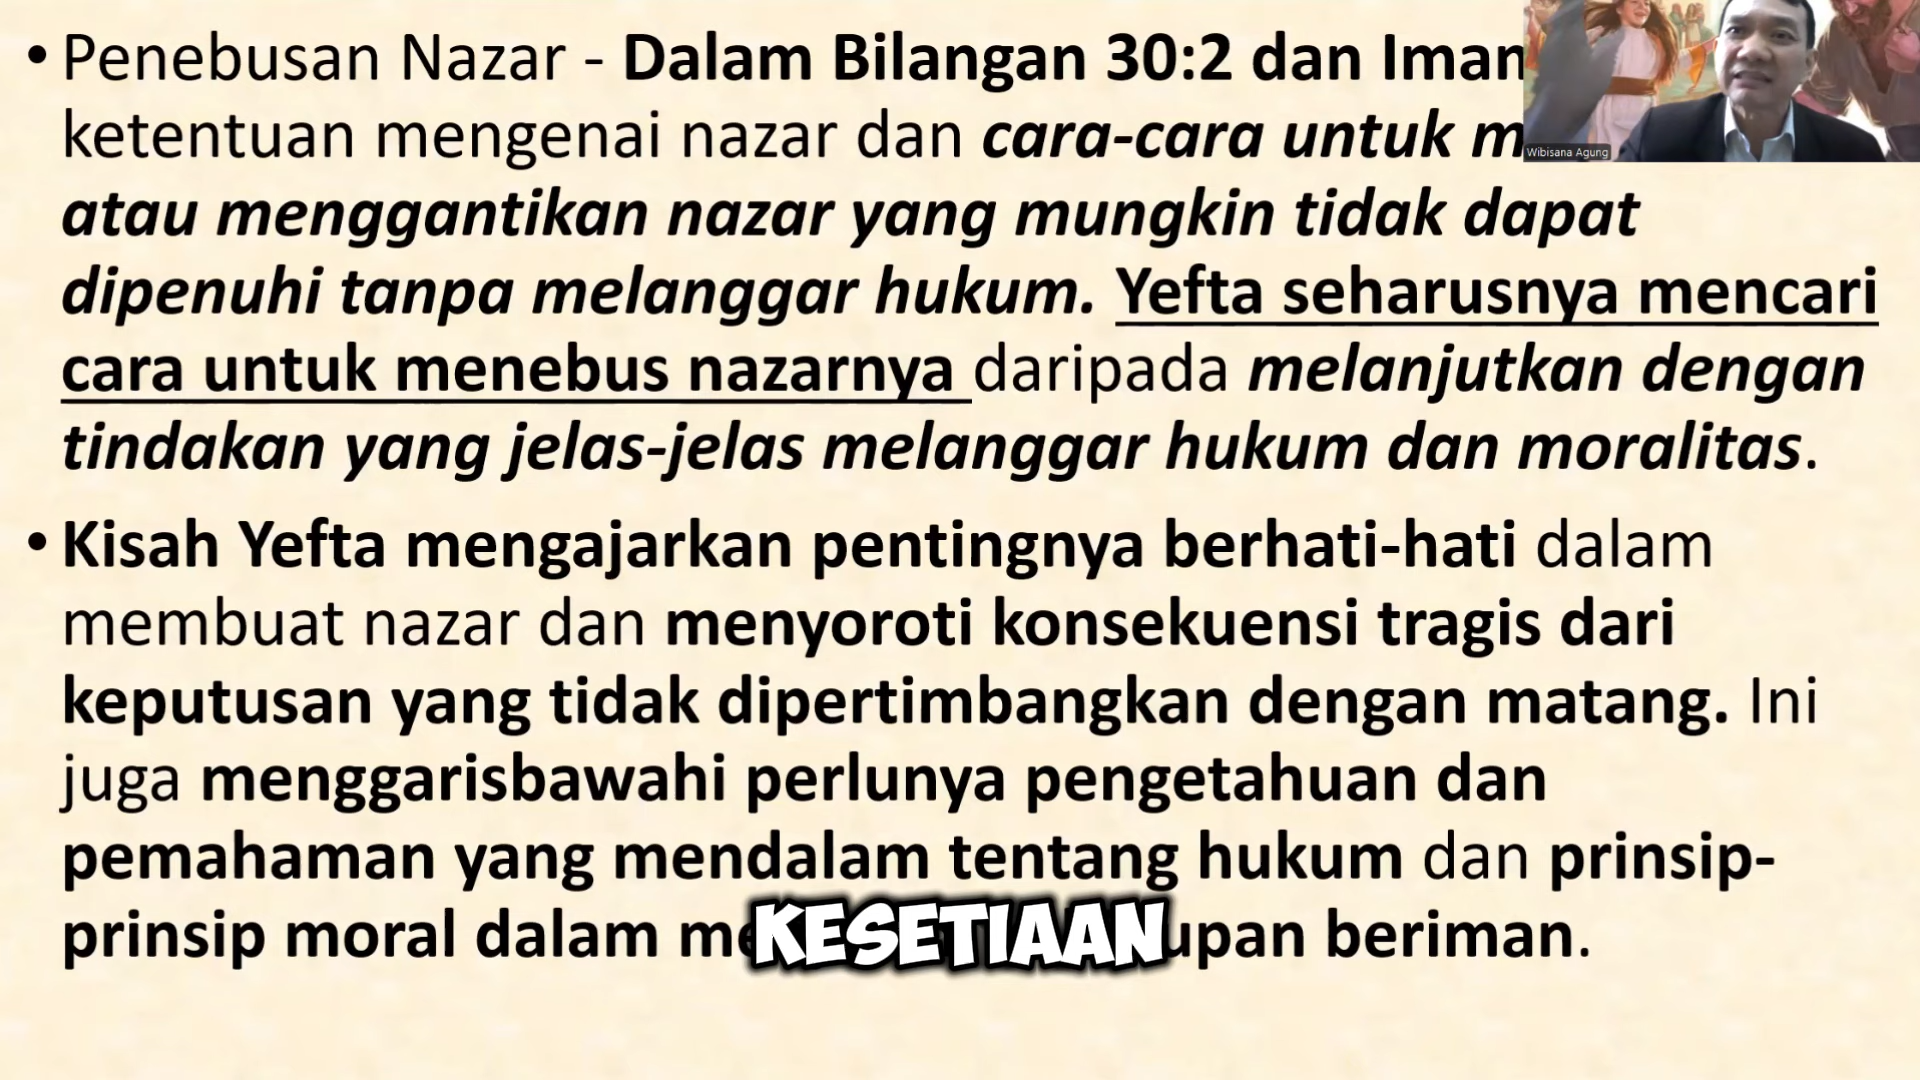 • Penebusan Nazar - Dalam Bilangan 30:2 dan Iman
ketentuan mengenai nazar dan cara-cara untuk m
atau menggantikan nazar yang mungkin tidak dapat
dipenuhi tanpa melanggar hukum. Yefta seharusnya mencari
cara untuk menebus nazarnya daripada melanjutkan dengan
tindakan yang jelas-jelas melanggar hukum dan moralitas.
• Kisah Yefta mengajarkan pentingnya berhati-hati dalam
membuat nazar dan menyoroti konsekuensi tragis dari
keputusan yang tidak dipertimbangkan dengan matang. Ini
juga menggarisbawahi perlunya pengetahuan dan
pemahaman yang mendalam tentang hukum dan prinsip-
prinsip moral dalam me upan beriman.
KESETIAAN
Wibisana Agung